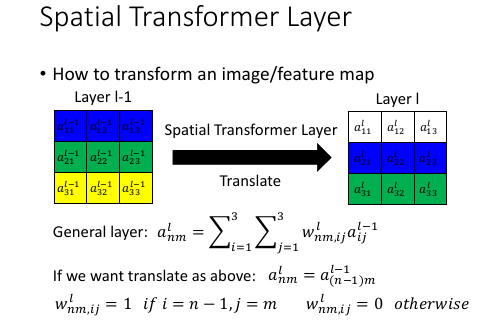 Spatial Transformer Layer
• How to transform an image/feature map
Layer l-1
Layer l
a_{11}^{l-1} a_{12}^{l-1} a_{13}^{l-1}
a_{21}^{l-1} a_{22}^{l-1} a_{23}^{l-1}
a_{31}^{l-1} a_{32}^{l-1} a_{33}^{l-1}
Spatial Transformer Layer
Translate
a_{11}^{l} a_{12}^{l} a_{13}^{l}
a_{21}^{l} a_{22}^{l} a_{23}^{l}
a_{31}^{l} a_{32}^{l} a_{33}^{l}
General layer: a_{nm}^{l} = ∑_{i=1}^{3} ∑_{j=1}^{3} w_{nm,ij}^{l} a_{ij}^{l-1}
If we want translate as above: a_{nm}^{l} = a_{(n-1)m}^{l-1}
w_{nm,ij}^{l} = 1 if i = n − 1, j = m w_{nm,ij}^{l} = 0 otherwise